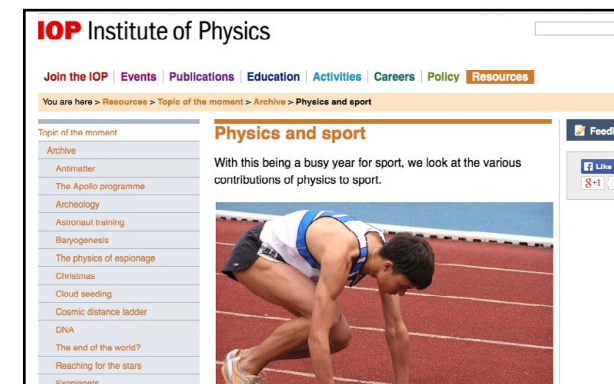 IOP Institute of Physics
Join the IOP Events Publications Education Activities Careers Policy Resources
You are here > Resources > Topic of the moment > Archive > Physics and sport
Topic of the moment
Archive
Antimatter
The Apollo programme
Archeology
Astronaut training
Baryogenesis
The physics of espionage
Christmas
Cloud seeding
Cosmic distance ladder
DNA
The end of the world?
Reaching for the stars
Exoplanets
Physics and sport
With this being a busy year for sport, we look at the various
contributions of physics to sport.
Like
g+1